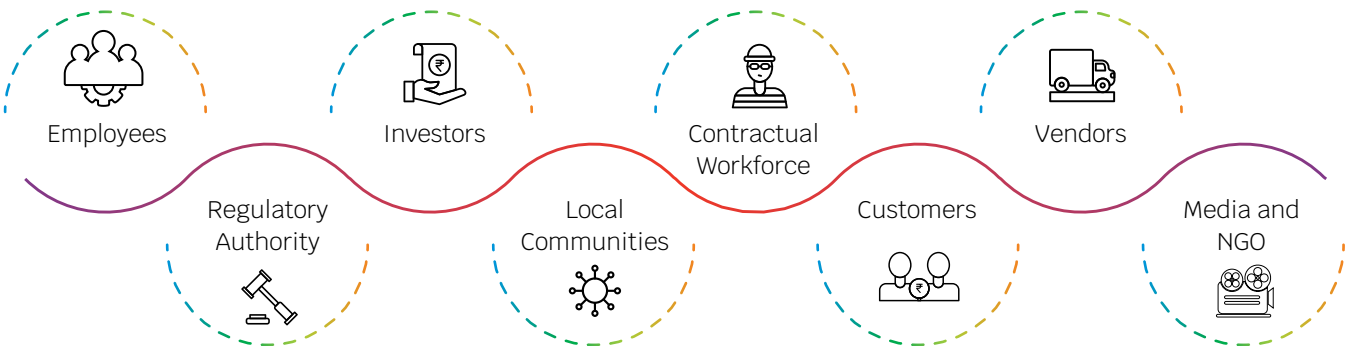 Employees
Investors
Contractual
Workforce
Vendors
Regulatory
Authority
Local
Communities
Customers
Media and
NGO
₹
₹